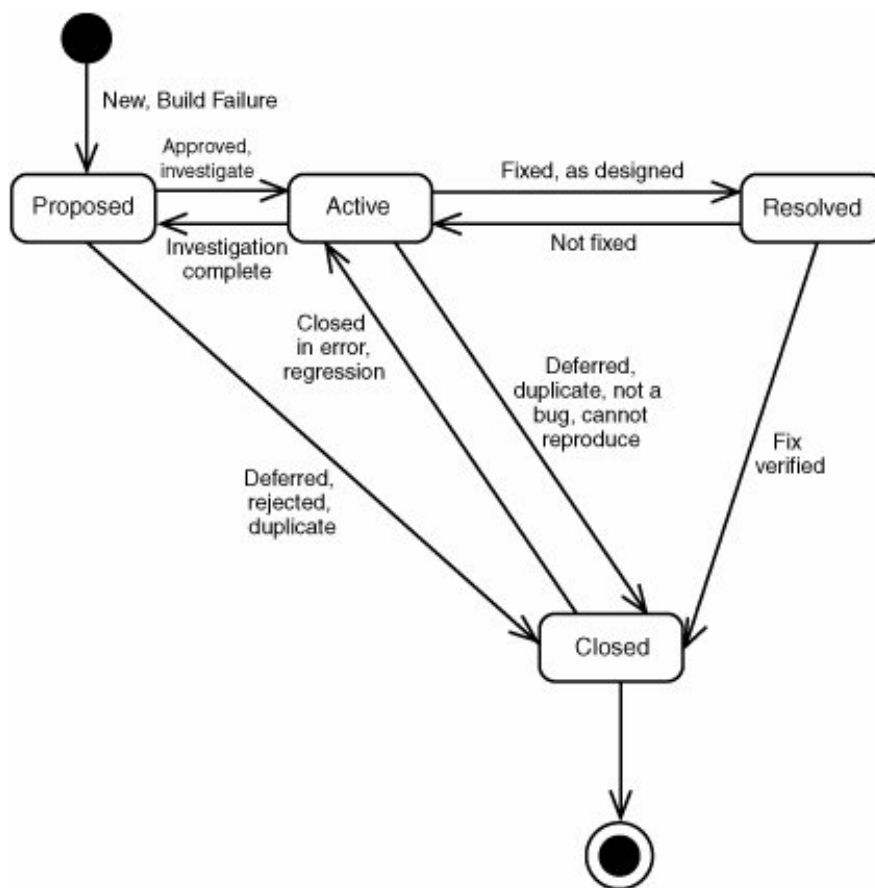 New, Build Failure
Approved,
investigate
Proposed
Active
Fixed, as designed
Resolved
Investigation
complete
Not fixed
Closed
in error,
regression
Deferred,
duplicate, not a
bug, cannot
reproduce
Fix
verified
Deferred,
rejected,
duplicate
Closed